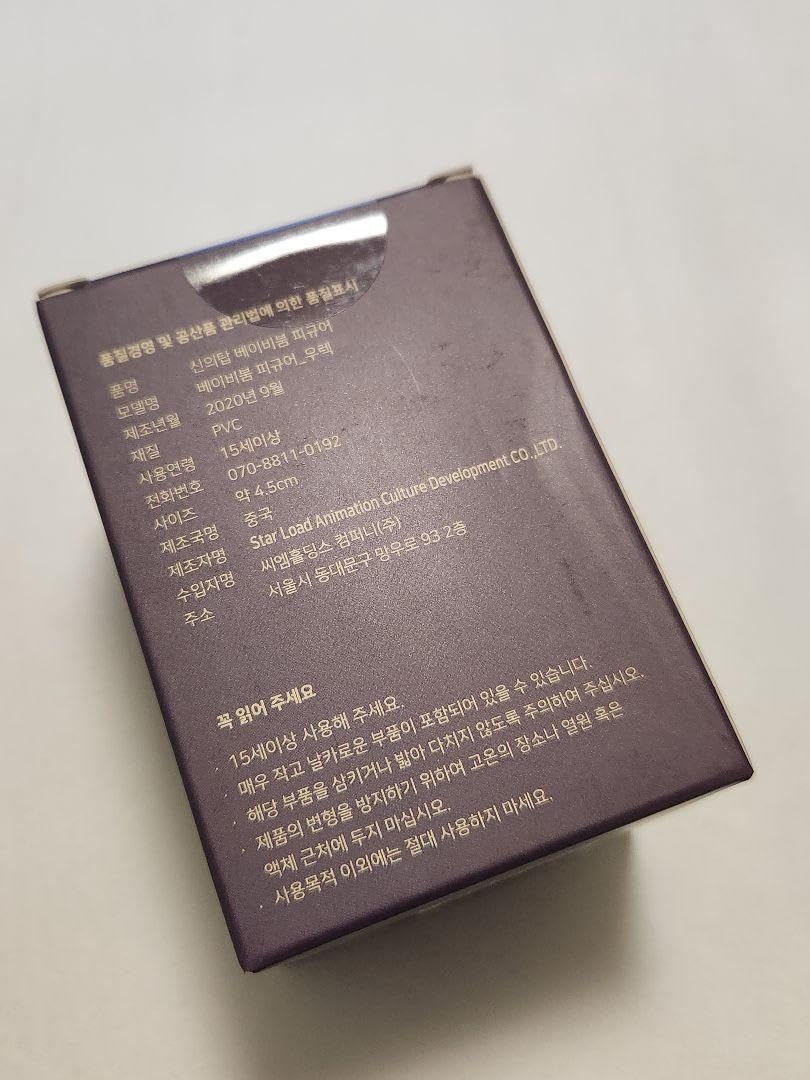 품질경영 및 공산품 관리법에 의한 품질표시
품명 신의탑 베이비붐 피규어
모델명 베이비붐 피규어_우렉
제조년월 2020년 9월
재질 PVC
사용연령 15세이상
전화번호 070-8811-0192
사이즈 약 4.5cm
제조국명 중국
제조자명 Star Load Animation Culture Development CO.,LTD.
수입자명 씨엠홀딩스 컴퍼니(주)
주소 서울시 동대문구 망우로 93 2층
꼭 읽어 주세요
· 15세이상 사용해 주세요.
· 매우 작고 날카로운 부품이 포함되어 있을 수 있습니다.
· 해당 부품을 삼키거나 밟아 다치지 않도록 주의하여 주십시오.
· 제품의 변형을 방지하기 위하여 고온의 장소나 열원 혹은
액체 근처에 두지 마십시오.
· 사용목적 이외에는 절대 사용하지 마세요.